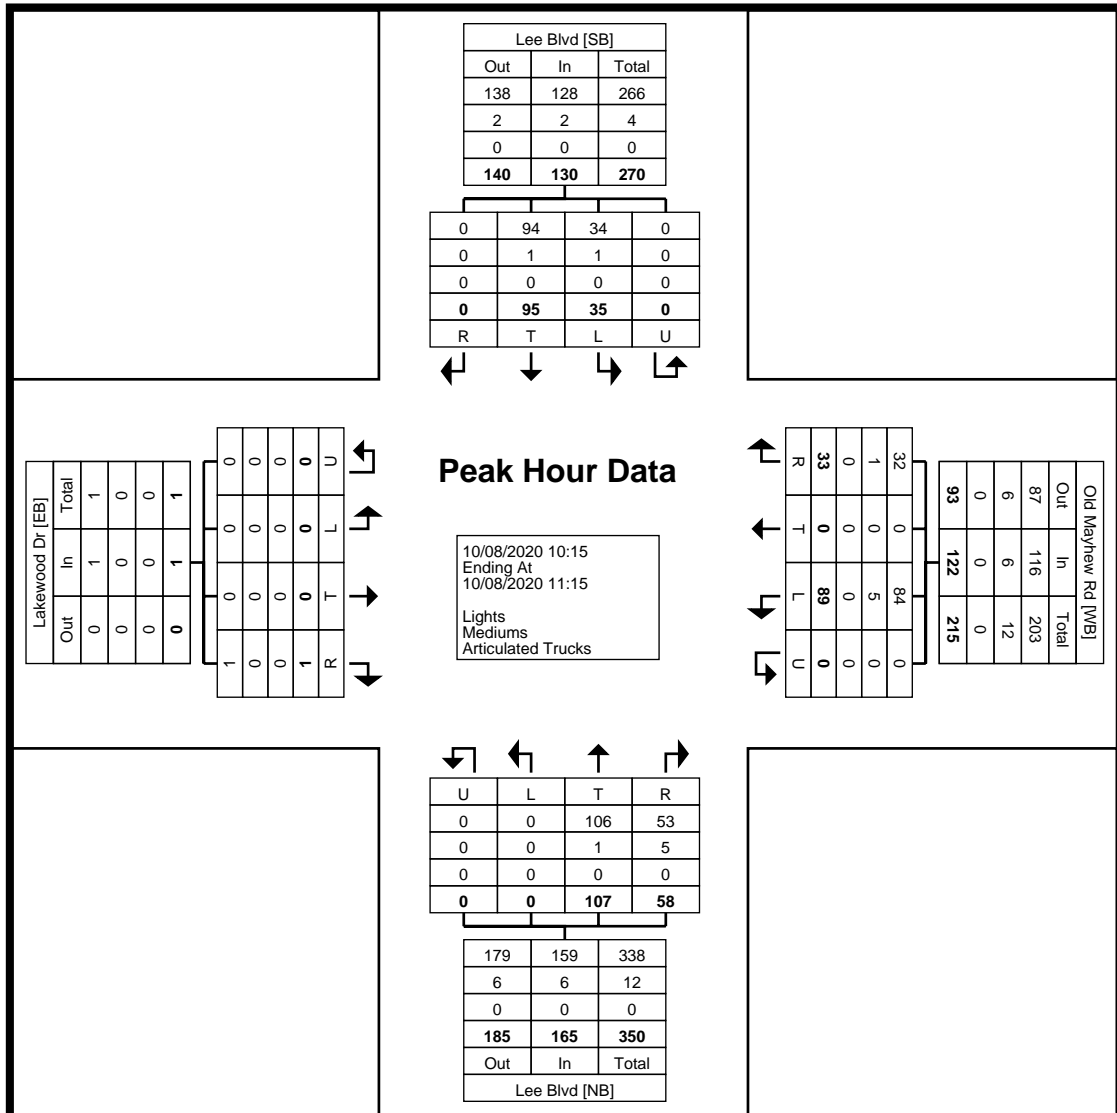 Lee Blvd [SB]
Out In Total
138 128 266
2 2 4
0 0 0
140 130 270
0 94 34 0
0 1 1 0
0 0 0 0
0 95 35 0
R T L U
Lakewood Dr [EB]
Total In Out
1 1 0
0 0 0
0 0 0
1 1 0
0 0 0 1
0 0 0 0
0 0 0 0
0 0 0 1
U L T R
Peak Hour Data
10/08/2020 10:15
Ending At
10/08/2020 11:15
Lights
Mediums
Articulated Trucks
Old Mayhew Rd [WB]
Out In Total
87 116 203
6 6 12
0 0 0
93 122 215
32 0 84 0
1 0 5 0
0 0 0 0
33 0 89 0
R T L U
U L T R
0 0 106 53
0 0 1 5
0 0 0 0
0 0 107 58
179 159 338
6 6 12
0 0 0
185 165 350
Out In Total
Lee Blvd [NB]